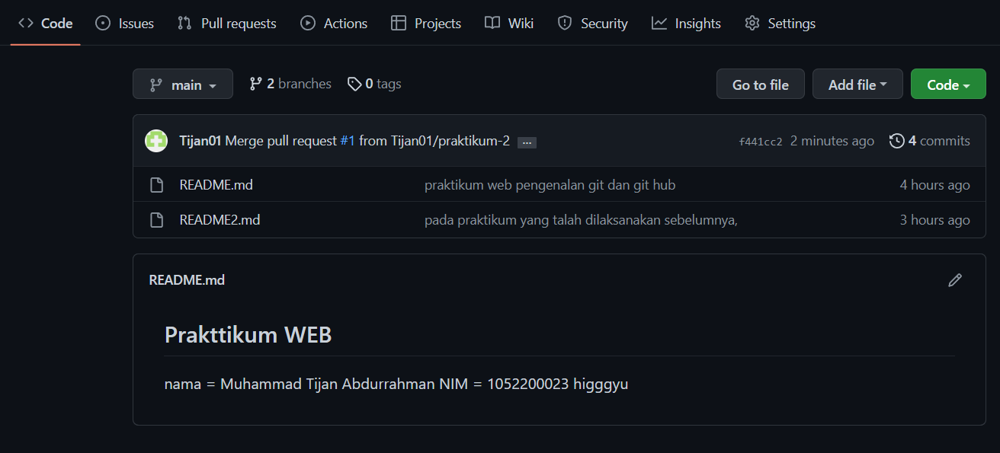 Code Issues Pull requests Actions Projects Wiki Security Insights Settings
main 2 branches 0 tags Go to file Add file Code
Tijan01 Merge pull request #1 from Tijan01/praktikum-2 ... f441cc2 2 minutes ago 4 commits
README.md praktikum web pengenalan git dan git hub 4 hours ago
README2.md pada praktikum yang talah dilaksanakan sebelumnya, 3 hours ago
README.md
Prakttikum WEB
nama = Muhammad Tijan Abdurrahman NIM = 1052200023 higggyu